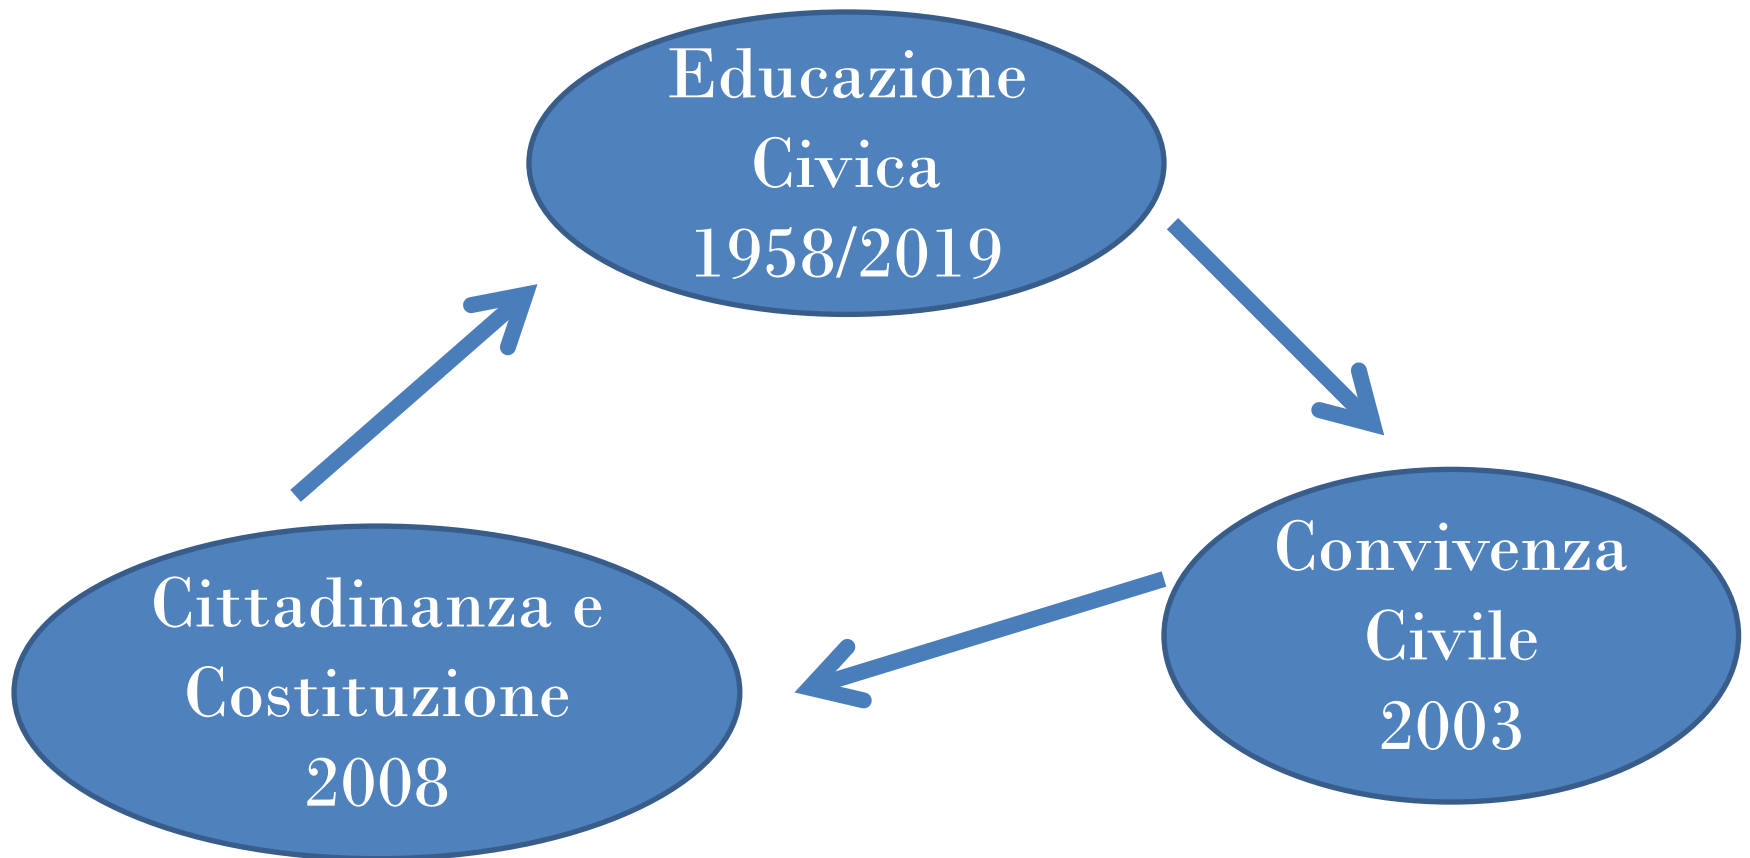 Educazione
Civica
1958/2019
Convivenza
Civile
2003
Cittadinanza e
Costituzione
2008